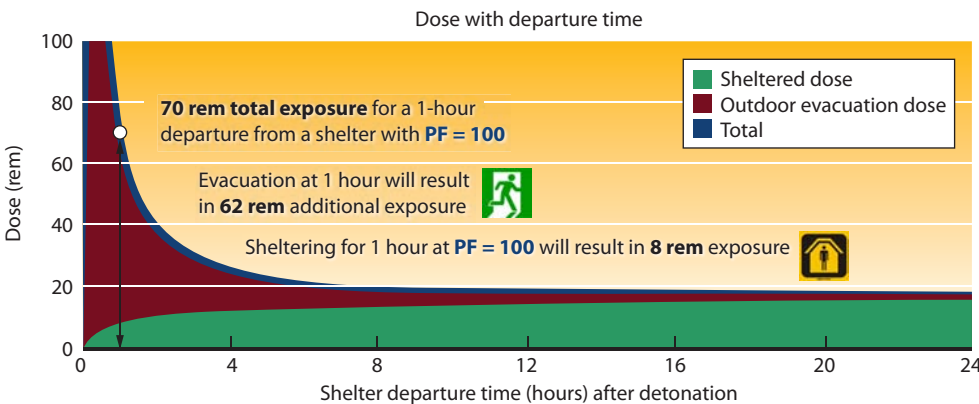 Dose with departure time
100
80
60
40
20
0
Dose (rem)
Sheltered dose
Outdoor evacuation dose
Total
70 rem total exposure for a 1-hour
departure from a shelter with PF = 100
Evacuation at 1 hour will result
in 62 rem additional exposure
Sheltering for 1 hour at PF = 100 will result in 8 rem exposure
0 4 8 12 16 20 24
Shelter departure time (hours) after detonation